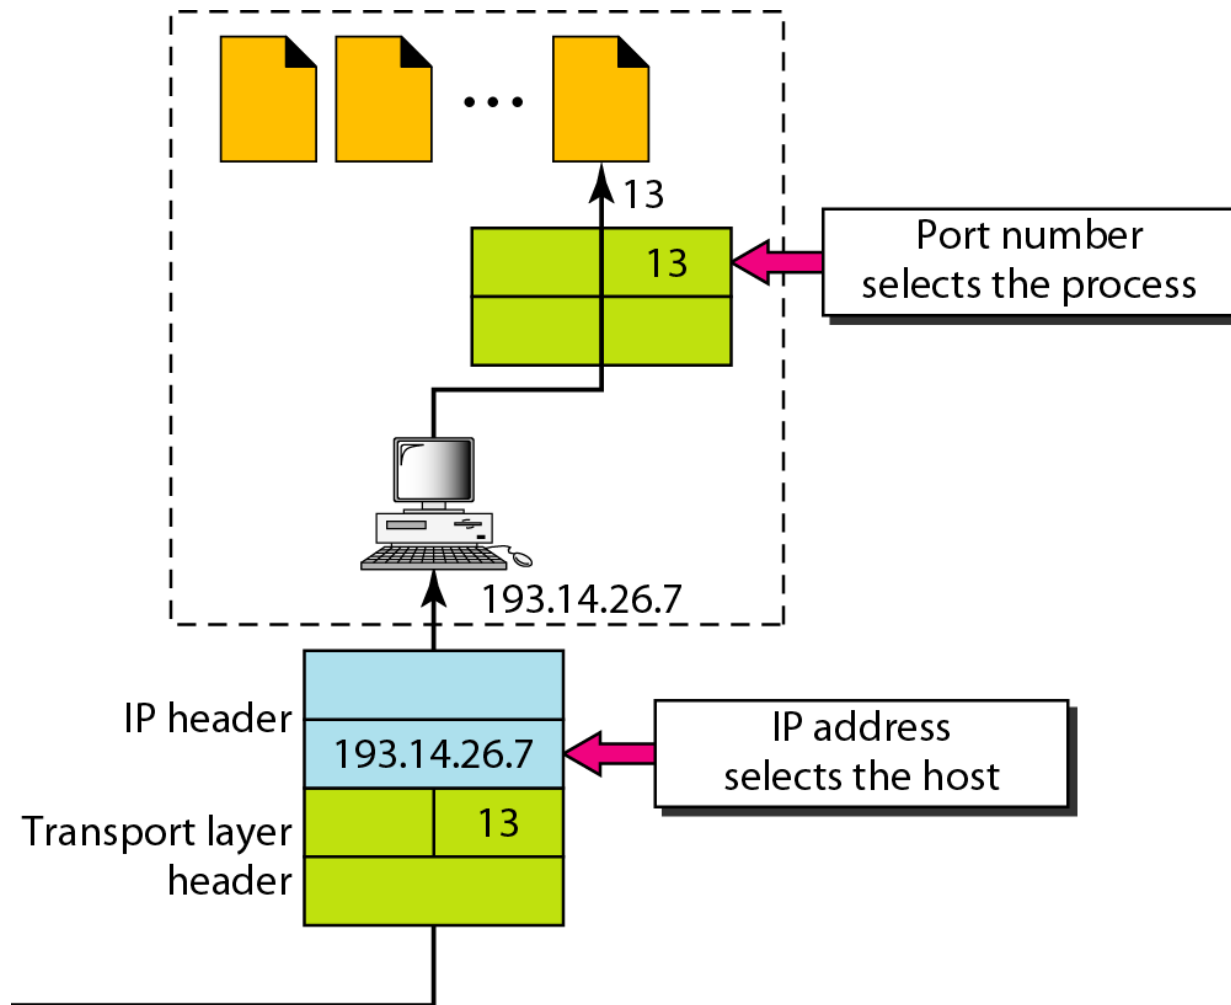 13
13
Port number
selects the process
193.14.26.7
IP header
193.14.26.7
IP address
selects the host
Transport layer
header
13